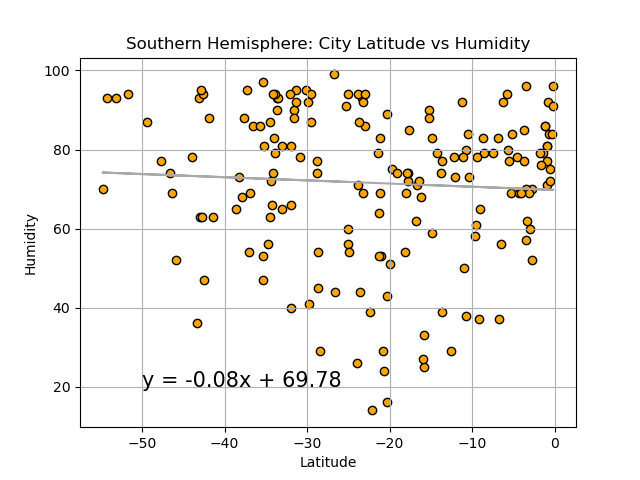 Southern Hemisphere: City Latitude vs Humidity
100
80
60
40
20
Humidity
y = -0.08x + 69.78
−50 −40 −30 −20 −10 0
Latitude